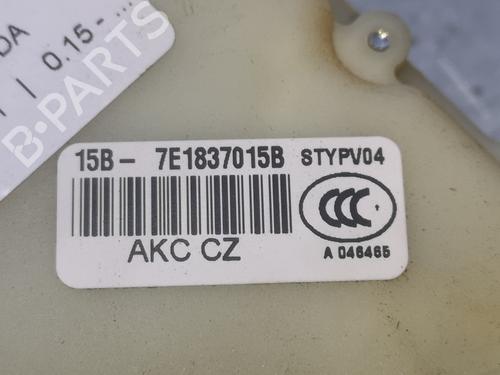 DA
0.15-...
B-PARTS
15B- 7E1837015B STYPV04
CCC
AKC CZ
A 046465